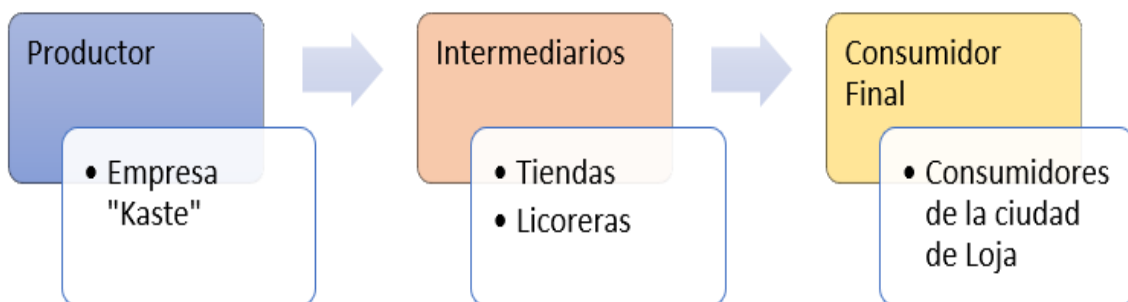 Productor
• Empresa
"Kaste"
Intermediarios
• Tiendas
• Licoreras
Consumidor
Final
• Consumidores
de la ciudad
de Loja